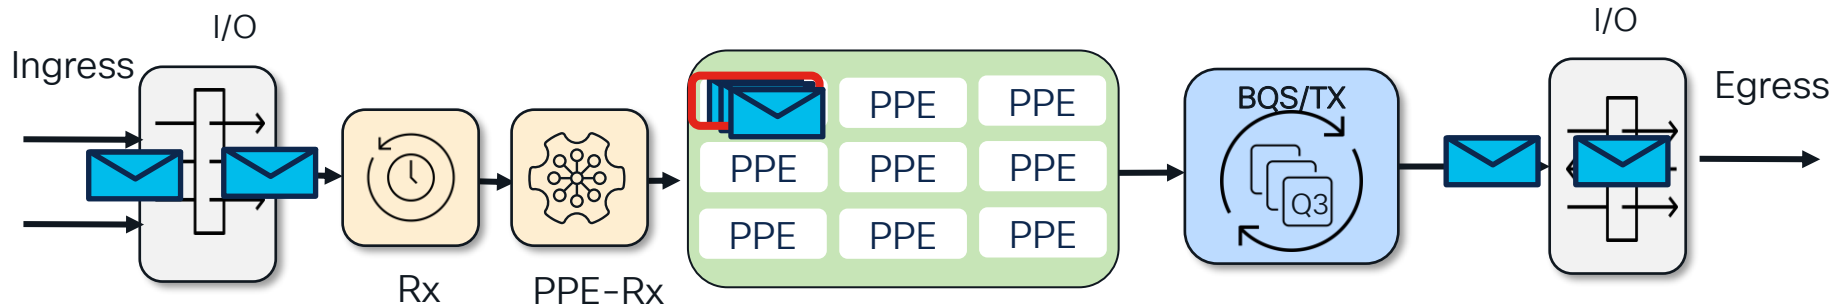 I/O
I/O
Ingress
Egress
BQS/TX
PPE
PPE
PPE
PPE
PPE
PPE
PPE
PPE
Q3
Rx
PPE-Rx